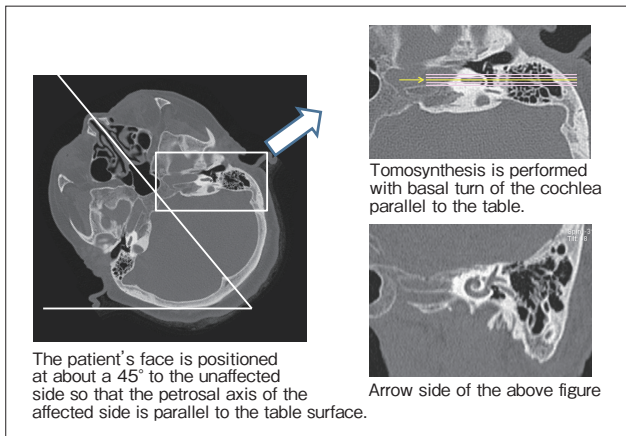 Tomosynthesis is performed
with basal turn of the cochlea
parallel to the table.
The patient's face is positioned
at about a 45° to the unaffected
side so that the petrosal axis of the
affected side is parallel to the table surface.
Arrow side of the above figure